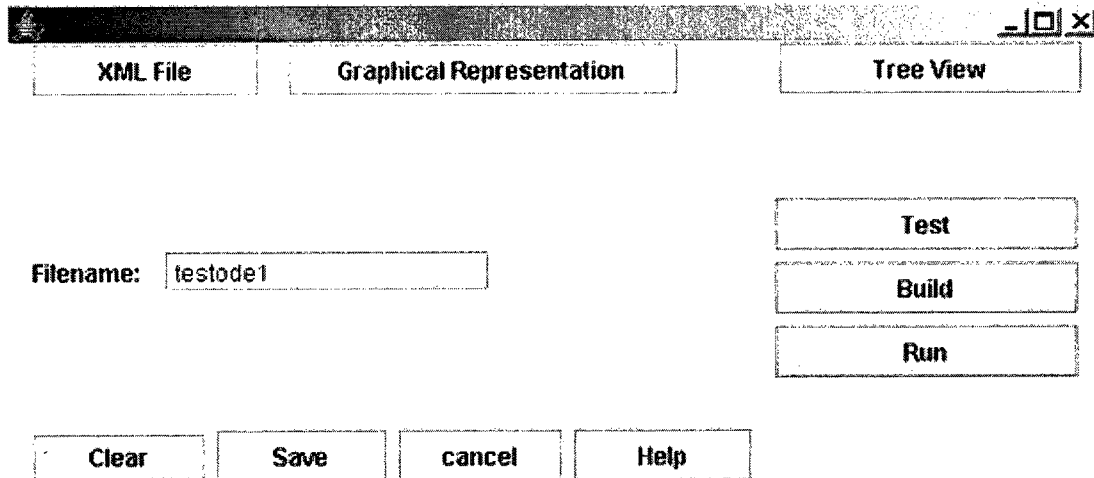 XML File Graphical Representation Tree View
Test
Filename: testode1
Build
Run
Clear Save cancel Help